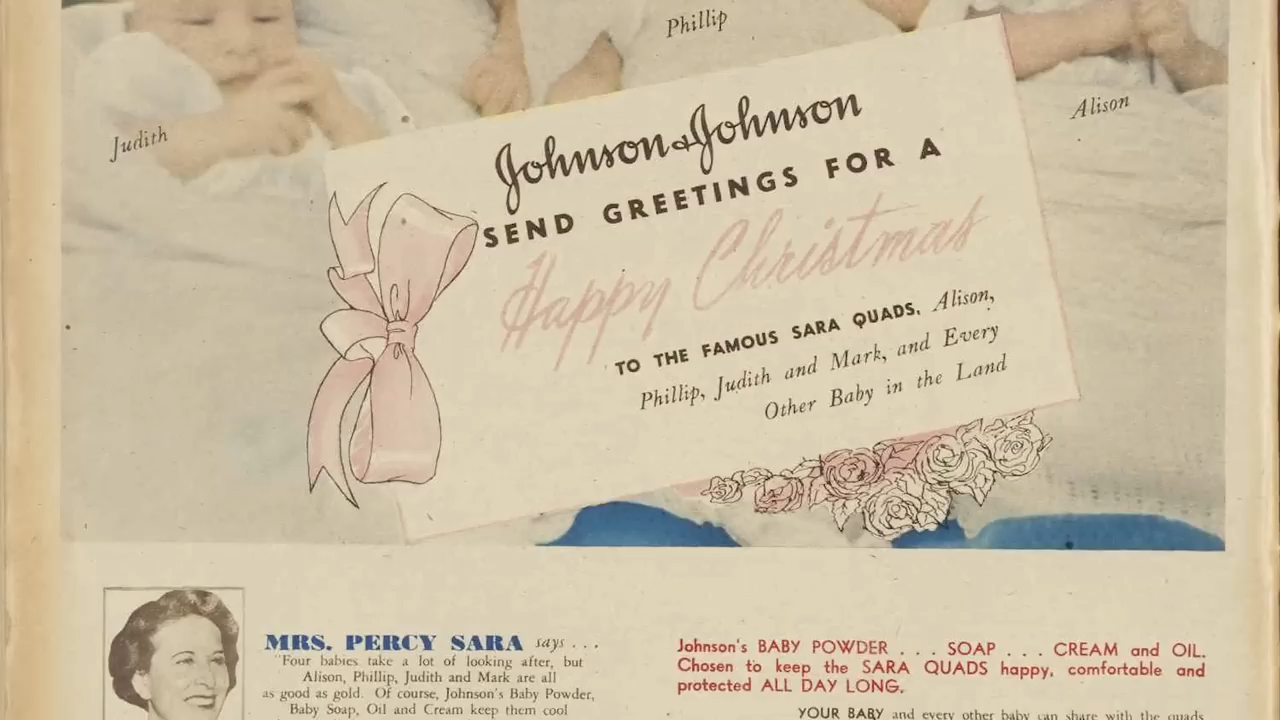 Phillip
Judith
Alison
Johnson & Johnson
SEND GREETINGS FOR A
Happy Christmas
TO THE FAMOUS SARA QUADS, Alison,
Phillip, Judith and Mark, and Every
Other Baby in the Land
MRS. PERCY SARA says . . .
"Four babies take a lot of looking after, but
Alison, Phillip, Judith and Mark are all
as good as gold. Of course, Johnson's Baby Powder,
Baby Soap, Oil and Cream keep them cool
Johnson's BABY POWDER . . . SOAP . . . CREAM and OIL.
Chosen to keep the SARA QUADS happy, comfortable and
protected ALL DAY LONG.
YOUR BABY and every other baby can share with the quads